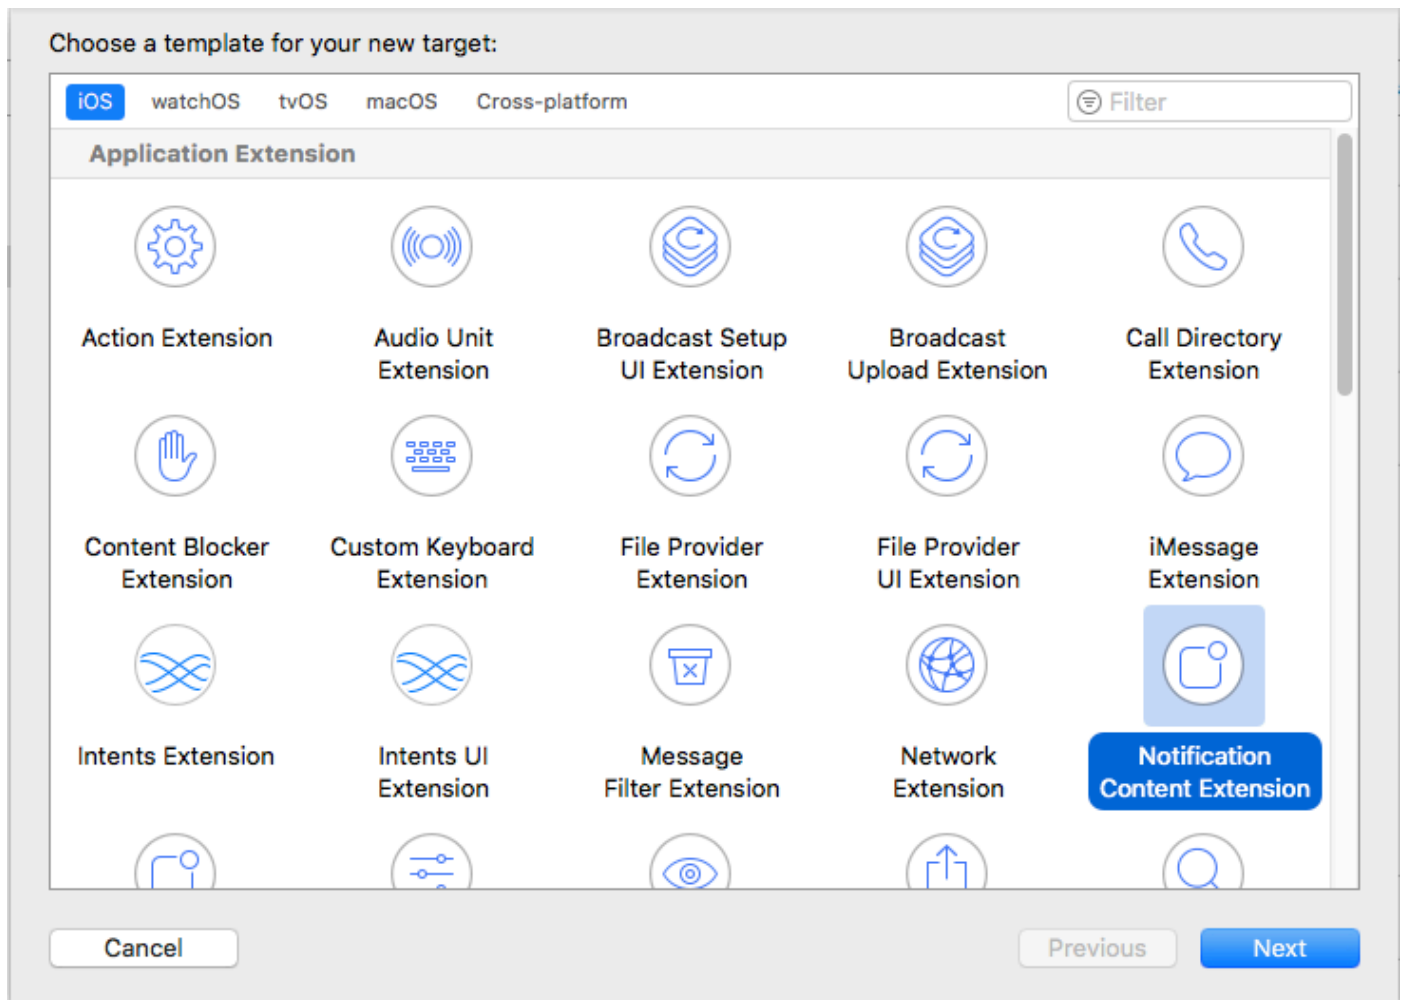 Choose a template for your new target:
iOS watchOS tvOS macOS Cross-platform Filter
Application Extension
Action Extension Audio Unit Broadcast Setup Broadcast Call Directory
Extension UI Extension Upload Extension Extension
Content Blocker Custom Keyboard File Provider File Provider iMessage
Extension Extension Extension UI Extension Extension
Intents Extension Intents UI Message Network Notification
Extension Filter Extension Extension Content Extension
Cancel Previous Next